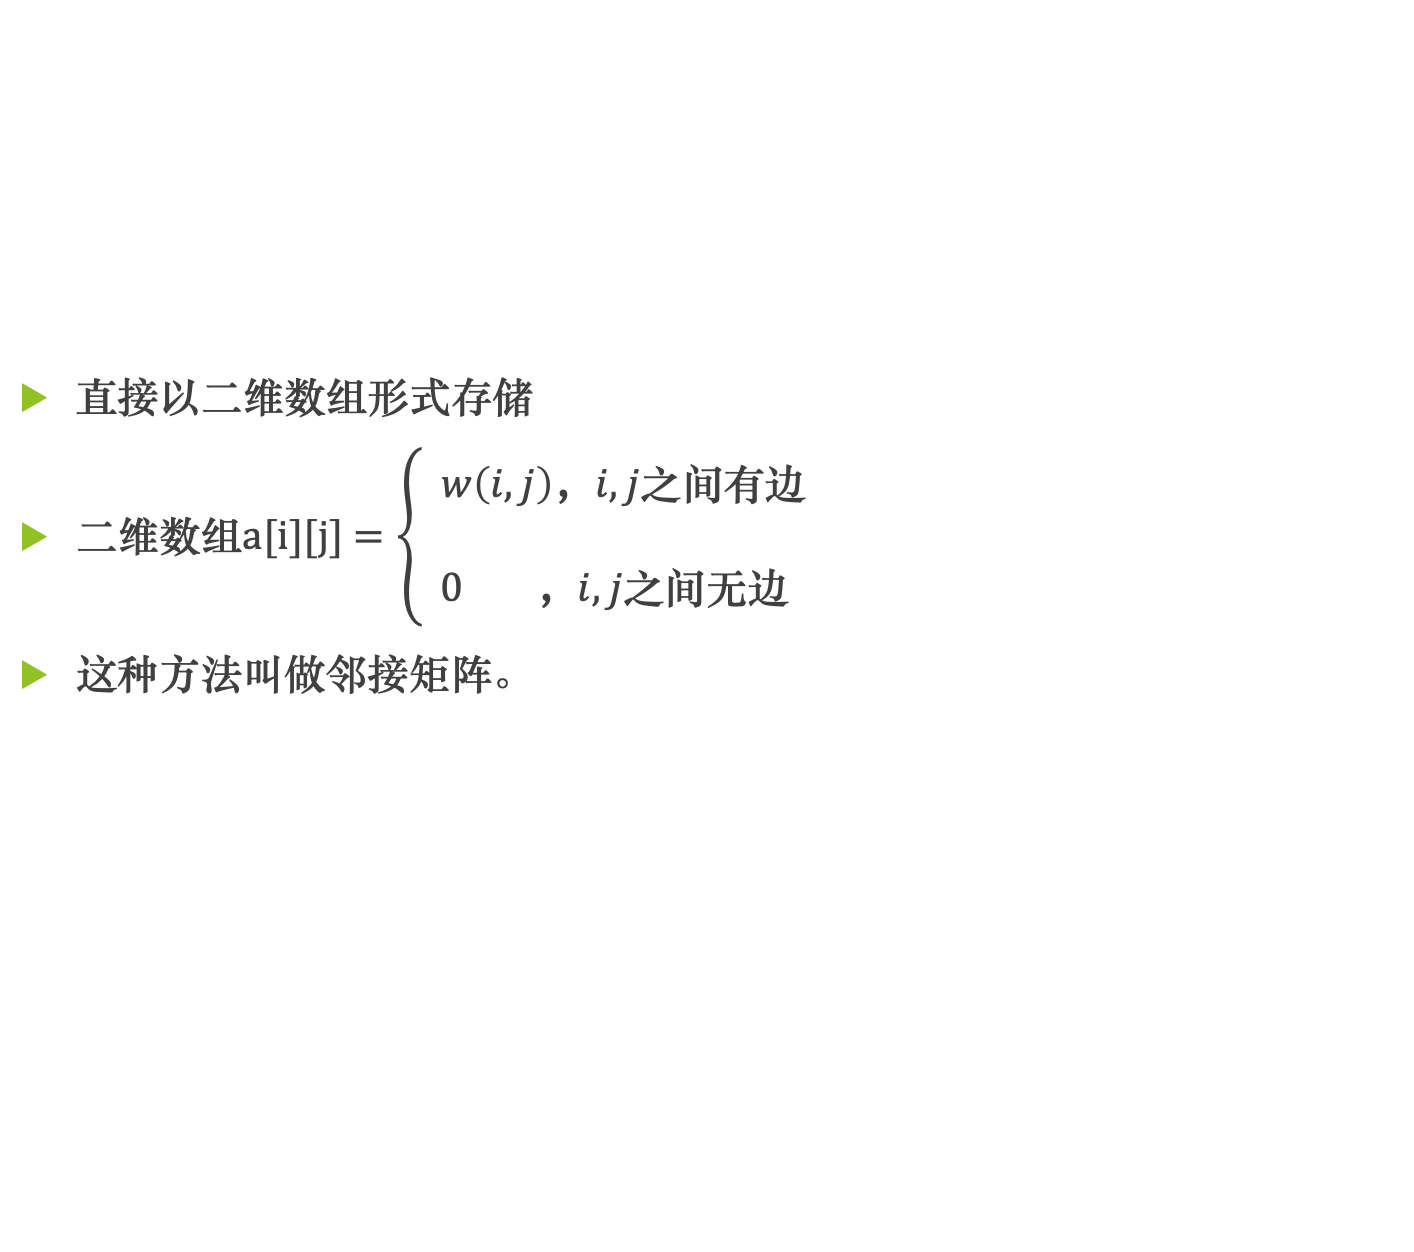 直接以二维数组形式存储
w(i,j)，i,j之间有边
二维数组a[i][j] =
0 ，i,j之间无边
这种方法叫做邻接矩阵。